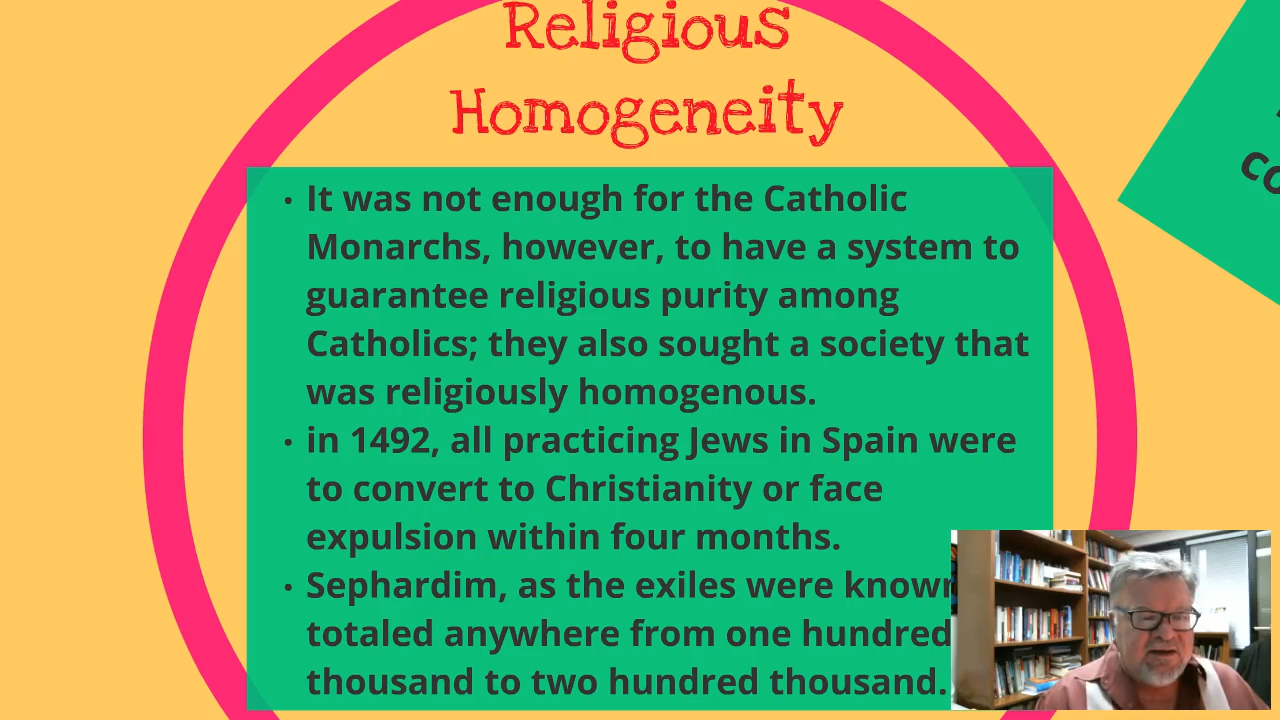 Religious
Homogeneity
• It was not enough for the Catholic
Monarchs, however, to have a system to
guarantee religious purity among
Catholics; they also sought a society that
was religiously homogenous.
• in 1492, all practicing Jews in Spain were
to convert to Christianity or face
expulsion within four months.
• Sephardim, as the exiles were known
totaled anywhere from one hundred
thousand to two hundred thousand.